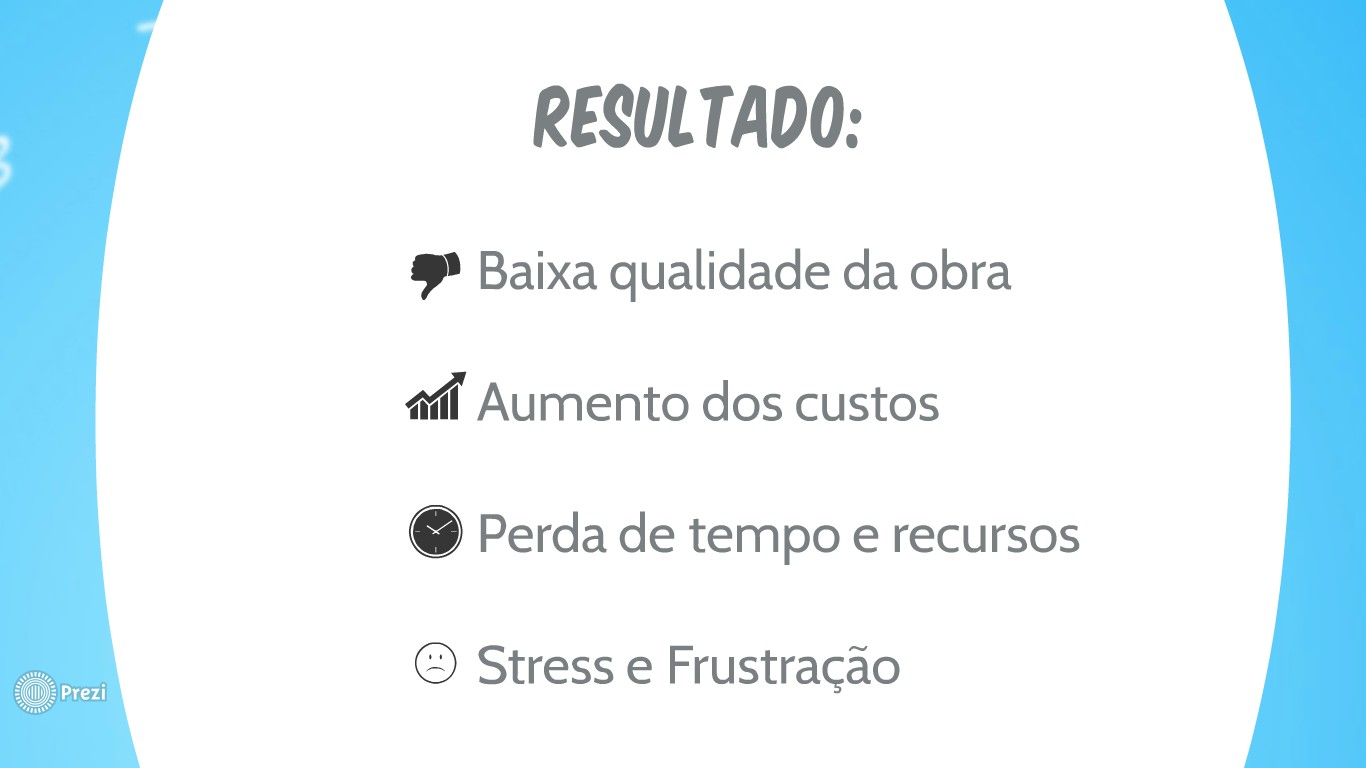 RESULTADO:
Baixa qualidade da obra
Aumento dos custos
Perda de tempo e recursos
Stress e Frustração
Prezi